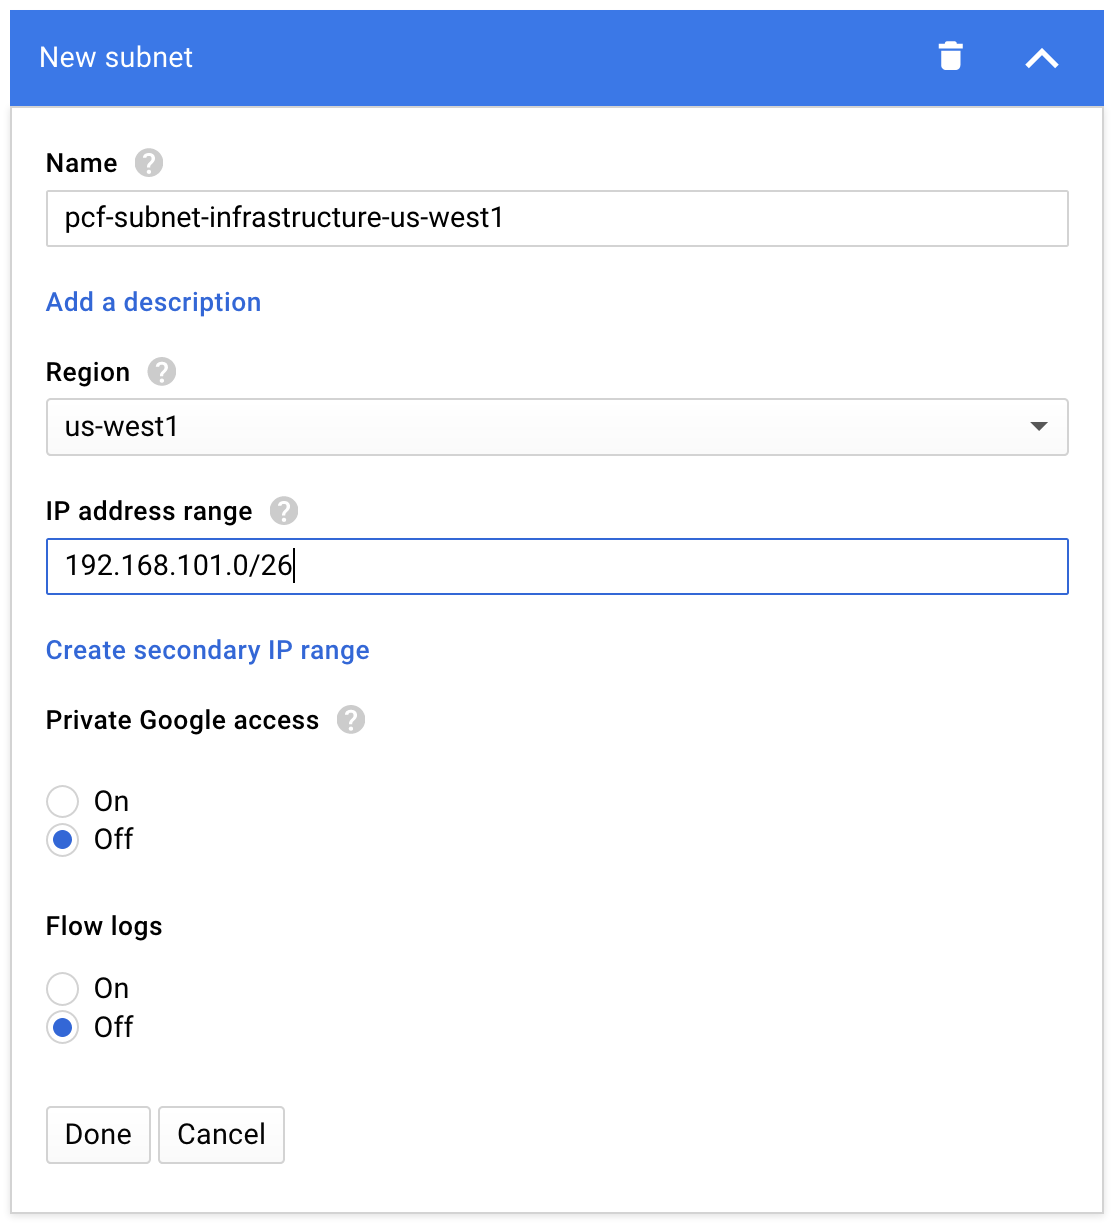 New subnet
Name ?
pcf-subnet-infrastructure-us-west1
Add a description
Region ?
us-west1
IP address range ?
192.168.101.0/26
Create secondary IP range
Private Google access ?
On
Off
Flow logs
On
Off
Done Cancel